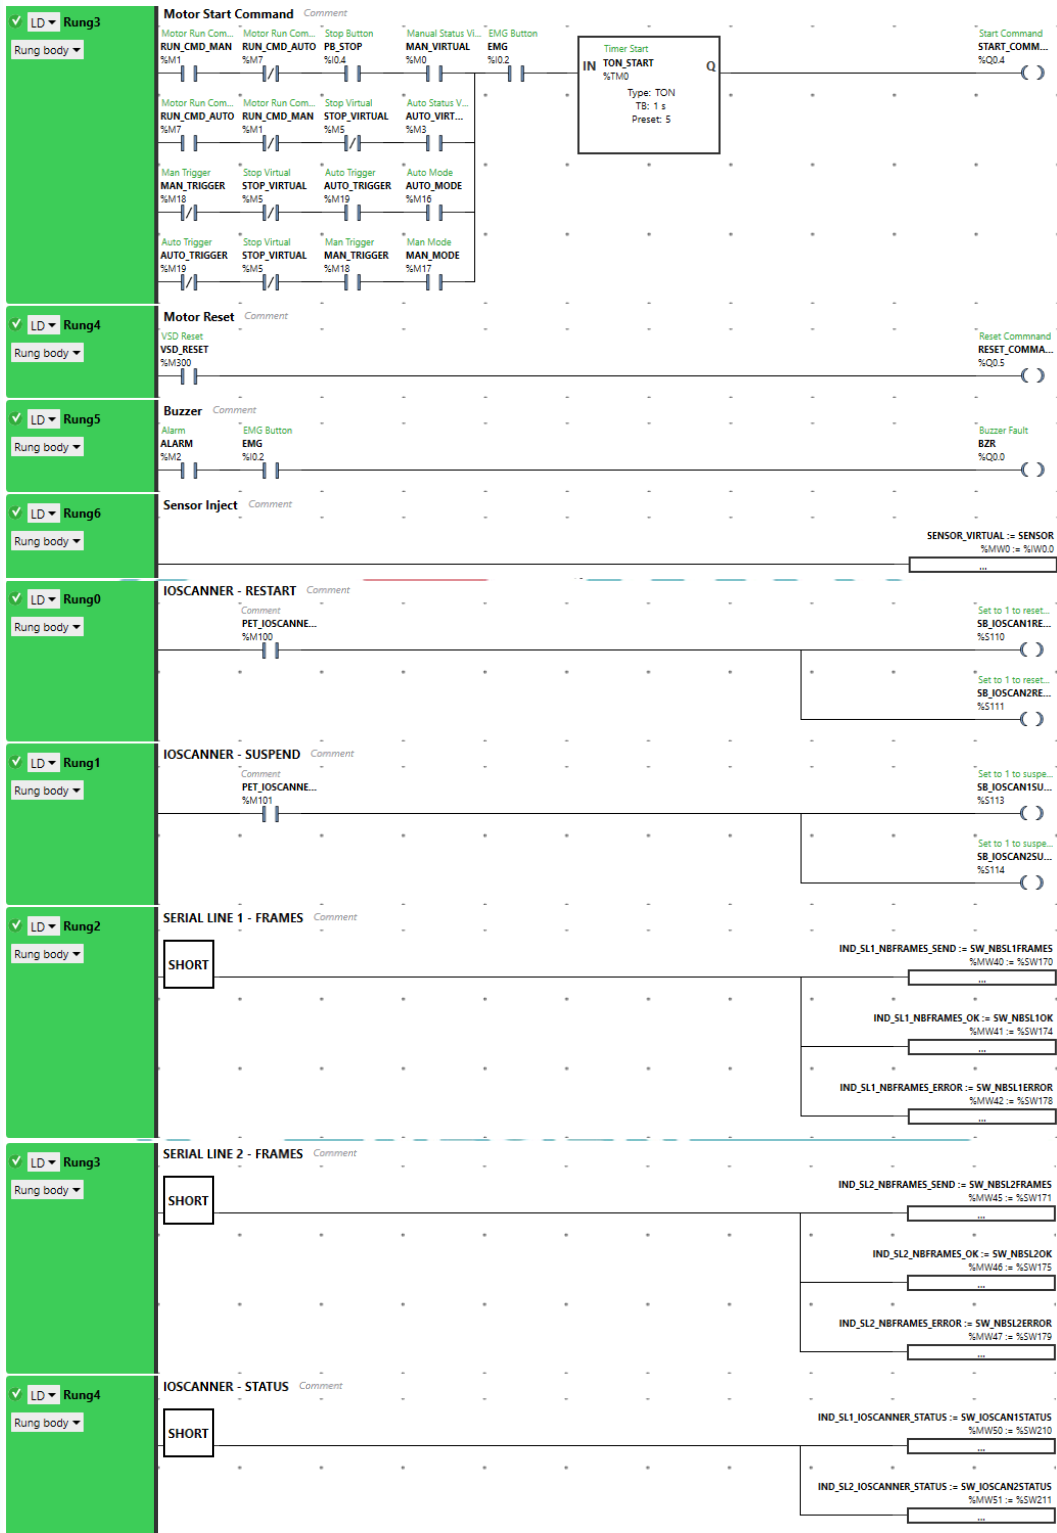 Motor Start Command Comment
LD Rung3
Rung body
Motor Run Com... Motor Run Com... Stop Button Manual Status Vi... EMG Button
RUN_CMD_MAN RUN_CMD_AUTO PB_STOP MAN_VIRTUAL EMG
%M1 %M7 %I0.4 %M0 %I0.2
Timer Start
TON_START
%TM0
IN Q
Type: TON
TB: 1 s
Preset: 5
Start Command
START_COMM...
%Q0.4
Motor Run Com... Motor Run Com... Stop Virtual Auto Status V...
RUN_CMD_AUTO RUN_CMD_MAN STOP_VIRTUAL AUTO_VIRT...
%M7 %M1 %M5 %M3
Man Trigger Stop Virtual Auto Trigger Auto Mode
MAN_TRIGGER STOP_VIRTUAL AUTO_TRIGGER AUTO_MODE
%M18 %M5 %M19 %M16
Auto Trigger Stop Virtual Man Trigger Man Mode
AUTO_TRIGGER STOP_VIRTUAL MAN_TRIGGER MAN_MODE
%M19 %M5 %M18 %M17
Motor Reset Comment
LD Rung4
Rung body
VSD Reset
VSD_RESET
%M300
Reset Commnand
RESET_COMMA...
%Q0.5
Buzzer Comment
LD Rung5
Rung body
Alarm EMG Button
ALARM EMG
%M2 %I0.2
Buzzer Fault
BZR
%Q0.0
Sensor Inject Comment
LD Rung6
Rung body
SENSOR_VIRTUAL := SENSOR
%MW0 := %IW0.0
...
IOSCANNER - RESTART Comment
LD Rung0
Rung body
Comment
PET_IOSCANNE...
%M100
Set to 1 to reset...
SB_IOSCAN1RE...
%S110
Set to 1 to reset...
SB_IOSCAN2RE...
%S111
IOSCANNER - SUSPEND Comment
LD Rung1
Rung body
Comment
PET_IOSCANNE...
%M101
Set to 1 to suspe...
SB_IOSCAN1SU...
%S113
Set to 1 to suspe...
SB_IOSCAN2SU...
%S114
SERIAL LINE 1 - FRAMES Comment
LD Rung2
Rung body
SHORT
IND_SL1_NBFRAMES_SEND := SW_NBSL1FRAMES
%MW40 := %SW170
...
IND_SL1_NBFRAMES_OK := SW_NBSL1OK
%MW41 := %SW174
...
IND_SL1_NBFRAMES_ERROR := SW_NBSL1ERROR
%MW42 := %SW178
...
SERIAL LINE 2 - FRAMES Comment
LD Rung3
Rung body
SHORT
IND_SL2_NBFRAMES_SEND := SW_NBSL2FRAMES
%MW45 := %SW171
...
IND_SL2_NBFRAMES_OK := SW_NBSL2OK
%MW46 := %SW175
...
IND_SL2_NBFRAMES_ERROR := SW_NBSL2ERROR
%MW47 := %SW179
...
IOSCANNER - STATUS Comment
LD Rung4
Rung body
SHORT
IND_SL1_IOSCANNER_STATUS := SW_IOSCAN1STATUS
%MW50 := %SW210
...
IND_SL2_IOSCANNER_STATUS := SW_IOSCAN2STATUS
%MW51 := %SW211
...